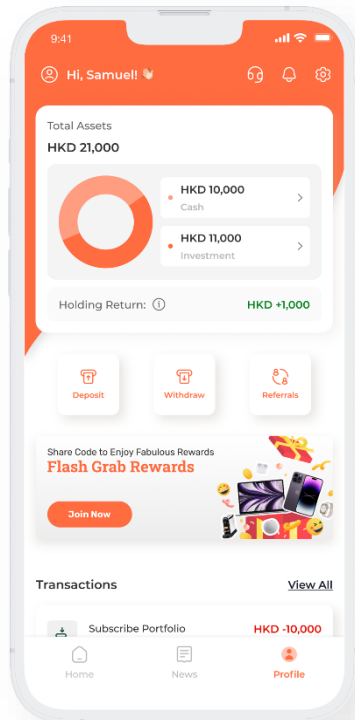 9:41
Hi, Samuel! 👋🏻
Total Assets
HKD 21,000
HKD 10,000
Cash
HKD 11,000
Investment
Holding Return:
HKD +1,000
Deposit
Withdraw
Referrals
Share Code to Enjoy Fabulous Rewards
Flash Grab Rewards
Join Now
Transactions
View All
Subscribe Portfolio
HKD -10,000
Home
News
Profile